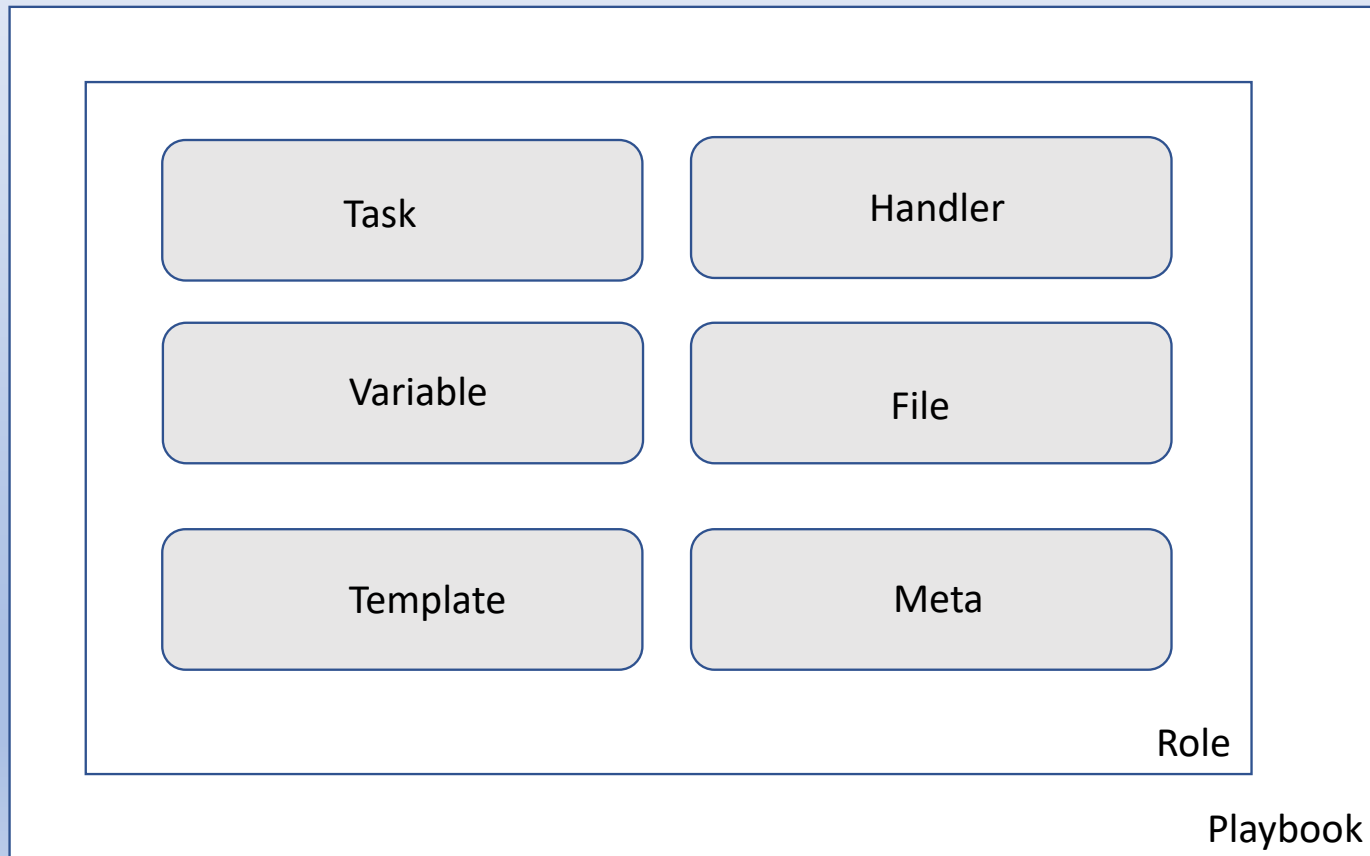 Task
Handler
Variable
File
Template
Meta
Role
Playbook